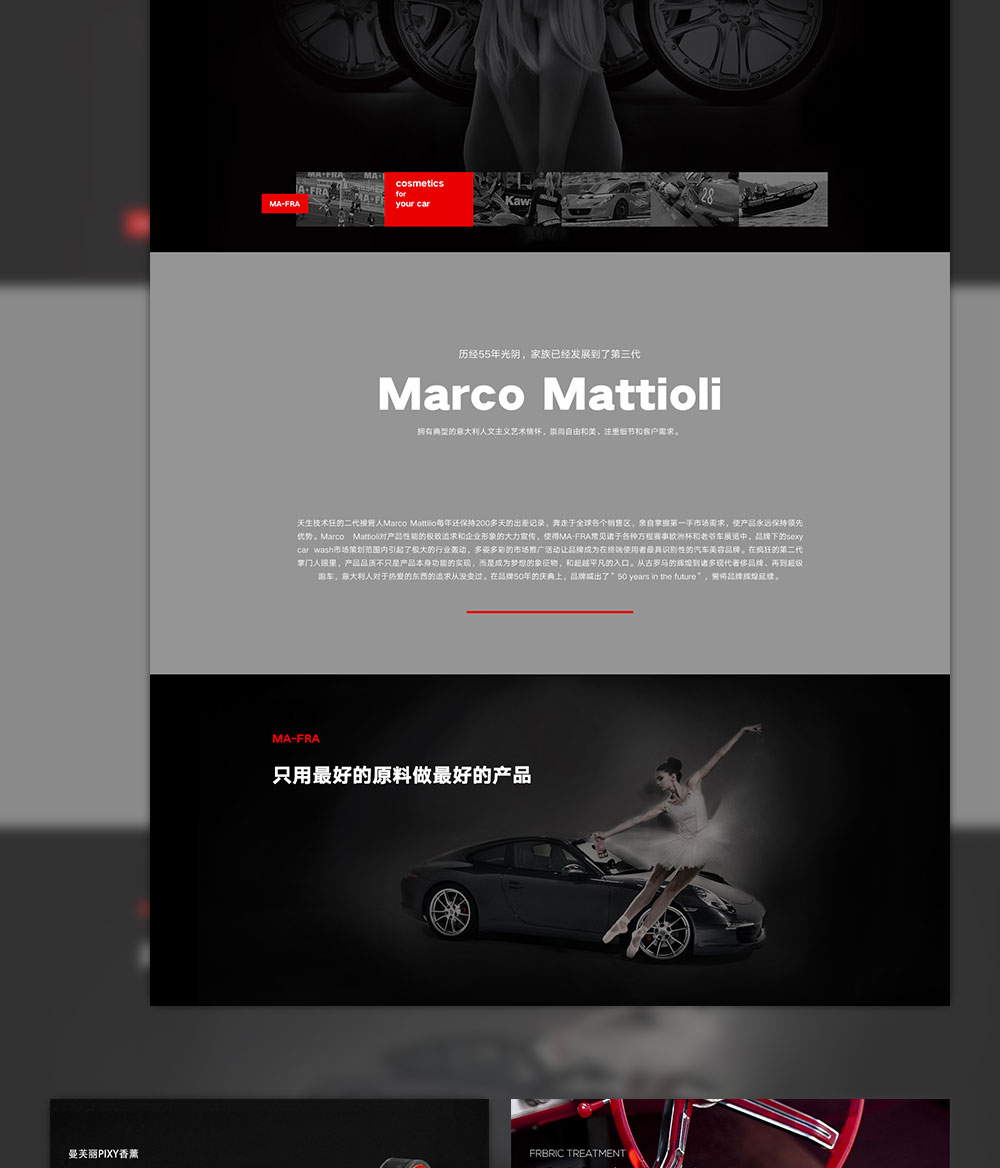 MA-FRA
MA-FRA
MA-FRA
cosmetics
for
your car
MA-FRA
Kaw
28
历经55年光阴，家族已经发展到了第三代
Marco Mattioli
拥有典型的意大利人文主义艺术情怀，崇尚自由和美、注重细节和客户需求。
天生技术狂的二代接管人Marco Mattilio每年还保持200多天的出差记录，奔走于全球各个销售区，亲自掌握第一手市场需求，使产品永远保持领先
优势。Marco Mattioli对产品性能的极致追求和企业形象的大力宣传，使得MA-FRA常见诸于各种方程赛事欧洲杯和老爷车展览中，品牌下的sexy
car wash市场策划范围内引起了极大的行业轰动，多姿多彩的市场推广活动让品牌成为在终端使用者最具识别性的汽车美容品牌。在疯狂的第二代
掌门人眼里，产品品质不只是产品本身功能的实现，而是成为梦想的象征物，和超越平凡的入口。从古罗马的辉煌到诸多现代奢侈品牌、再到超级
跑车，意大利人对于热爱的东西的追求从没变过。在品牌50年的庆典上，品牌喊出了“50 years in the future”，誓将品牌辉煌延续。
MA-FRA
只用最好的原料做最好的产品
曼芙丽PIXY香薰
FRBRIC TREATMENT